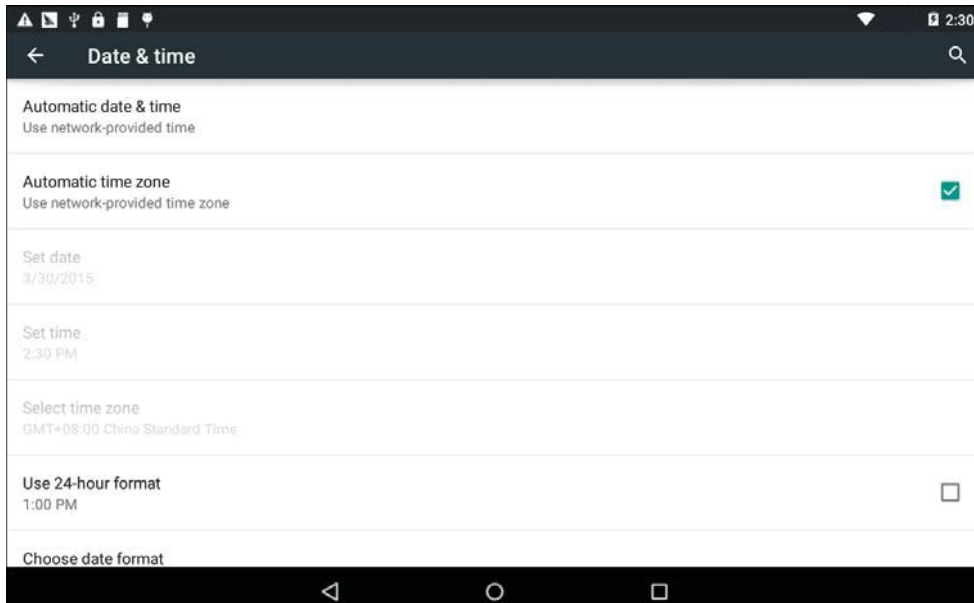 2:30
Date & time
Automatic date & time
Use network-provided time
Automatic time zone
Use network-provided time zone
Set date
3/30/2015
Set time
2:30 PM
Select time zone
GMT+08:00 China Standard Time
Use 24-hour format
1:00 PM
Choose date format